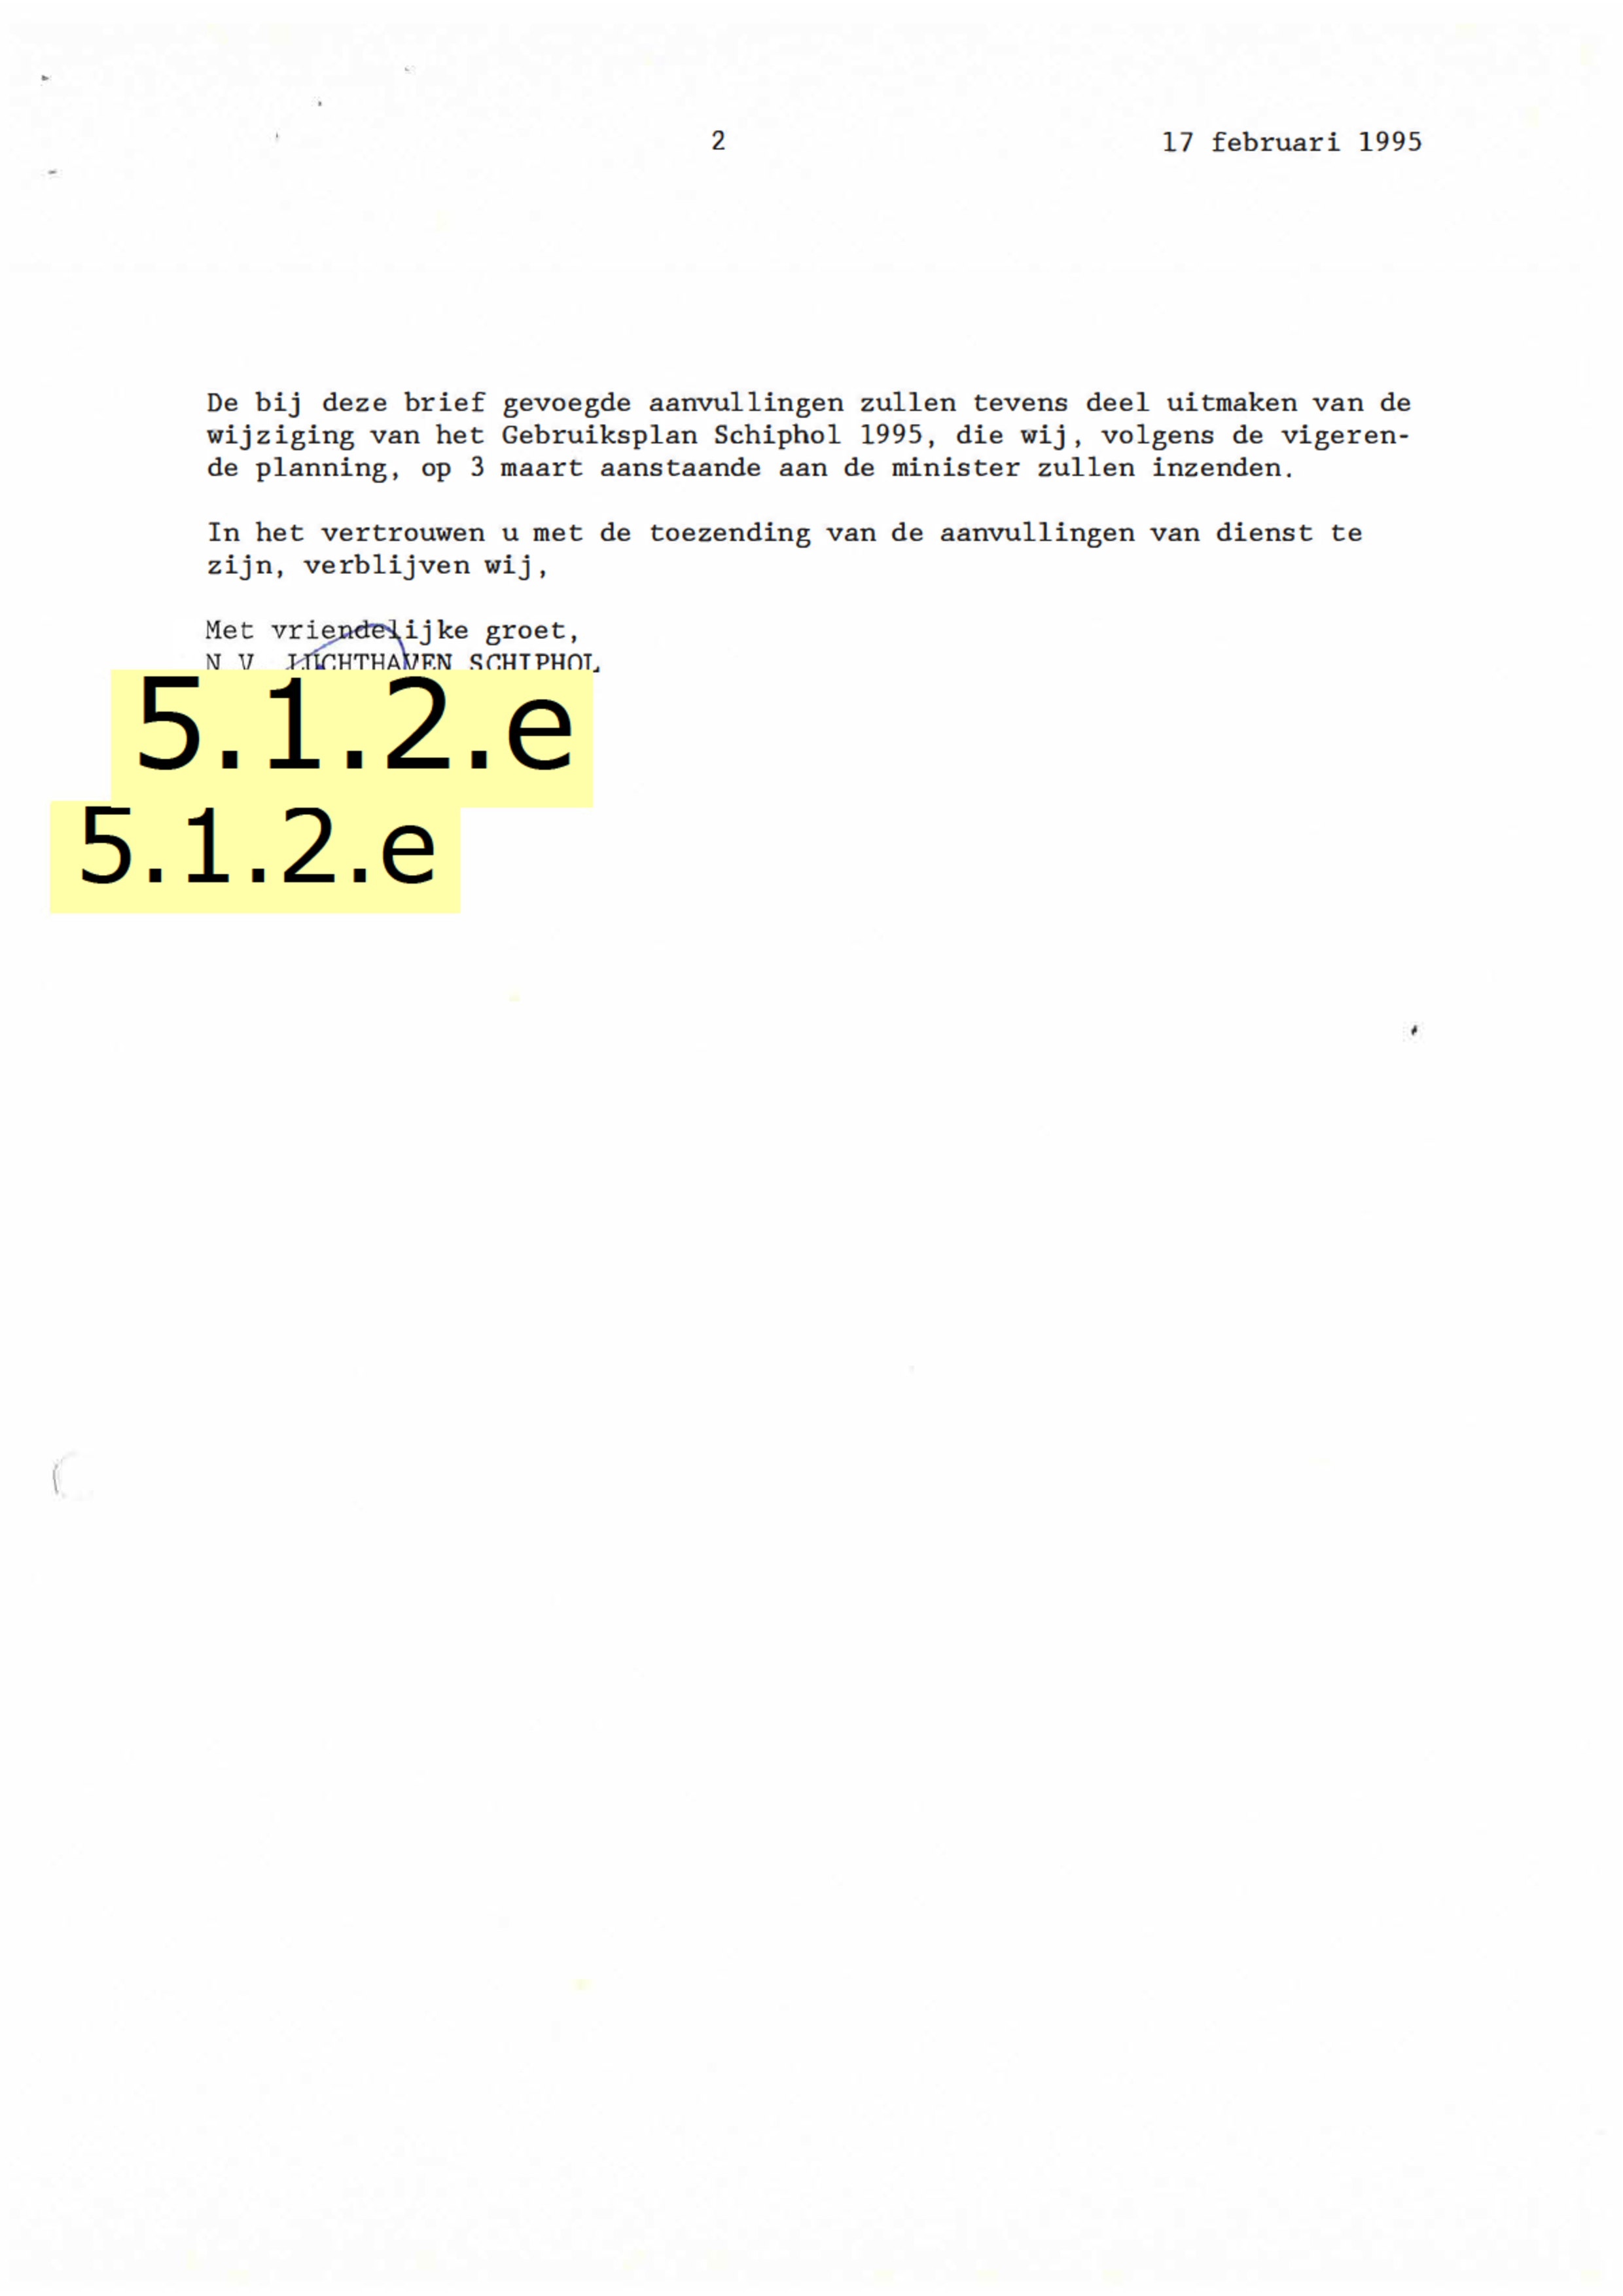 2
17 februari 1995
De bij deze brief gevoegde aanvullingen zullen tevens deel uitmaken van de
wijziging van het Gebruiksplan Schiphol 1995, die wij, volgens de vigeren-
de planning, op 3 maart aanstaande aan de minister zullen inzenden.
In het vertrouwen u met de toezending van de aanvullingen van dienst te
zijn, verblijven wij,
Met vriendelijke groet,
N V LUCHTHAVEN SCHIPHOL
5.1.2.e
5.1.2.e